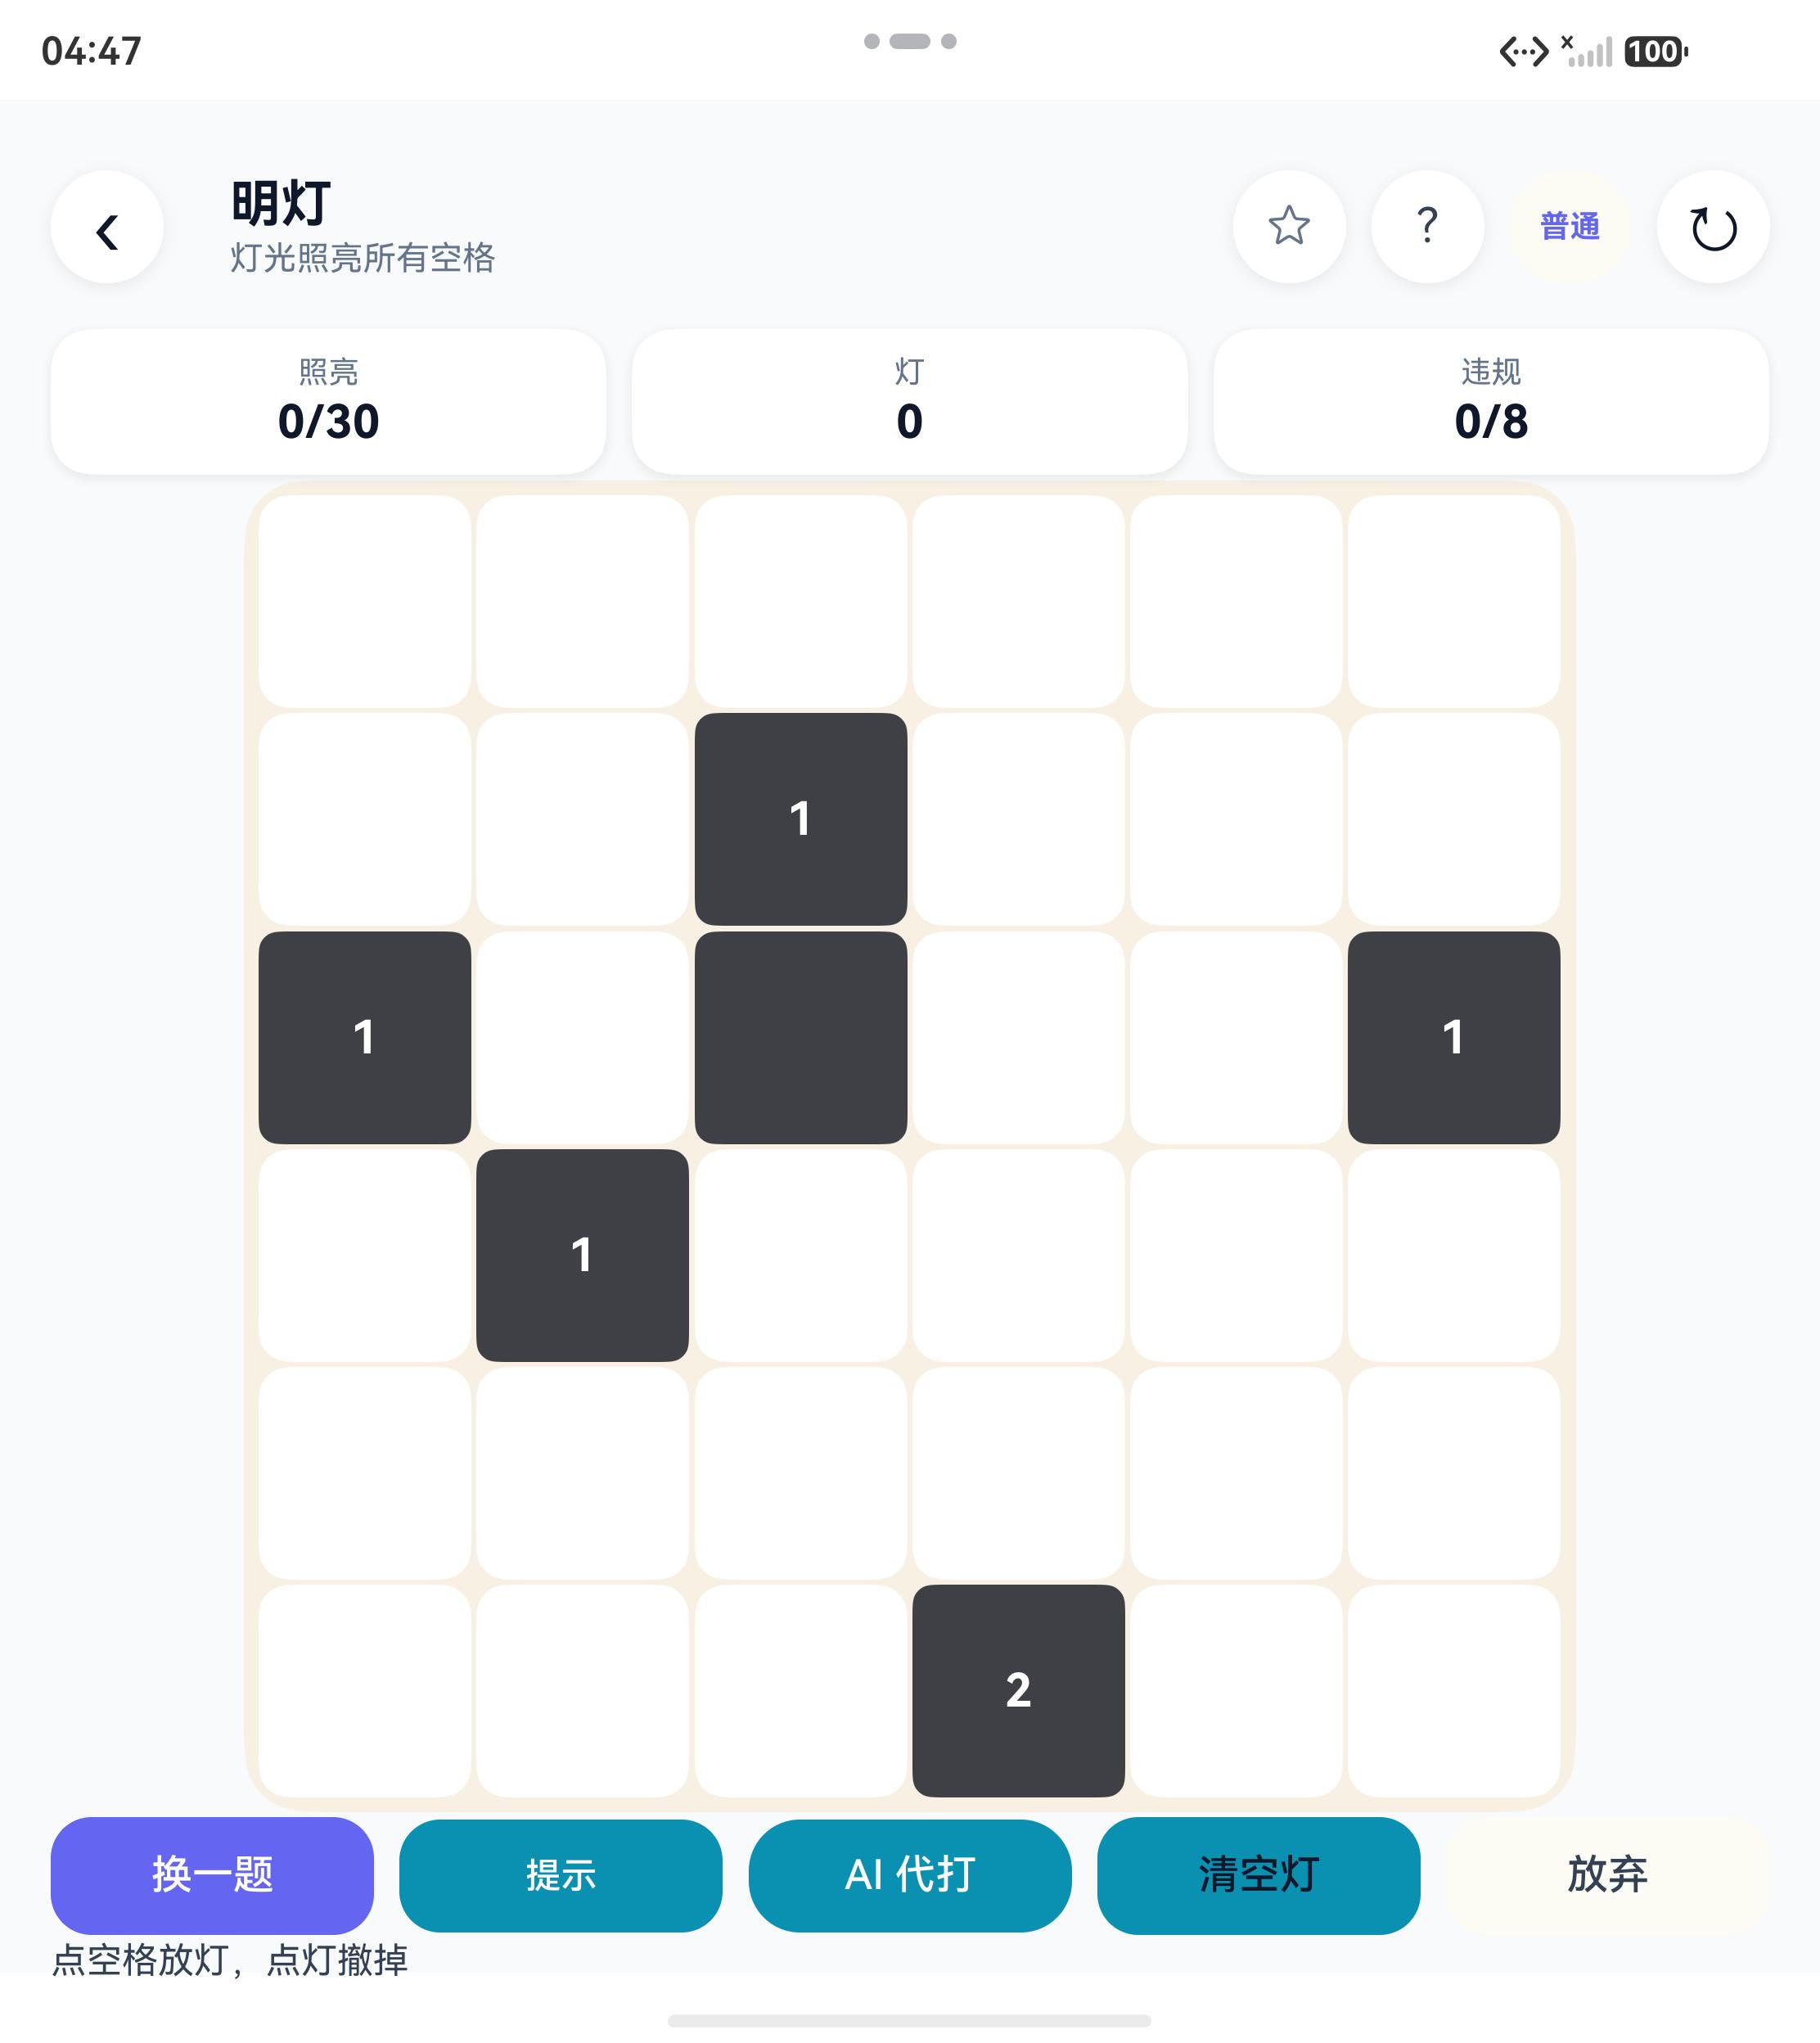 04:47
100
明灯
灯光照亮所有空格
?
普通
照亮
0/30
灯
0
违规
0/8
1
1
1
1
2
换一题
提示
AI 代打
清空灯
放弃
点空格放灯，点灯撤掉